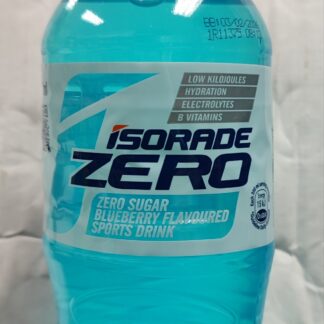 LOW KILOJOULES
HYDRATION
ELECTROLYTES
B VITAMINS
ISORADE
ZERO
ZERO SUGAR
BLUEBERRY FLAVOURED
SPORTS DRINK